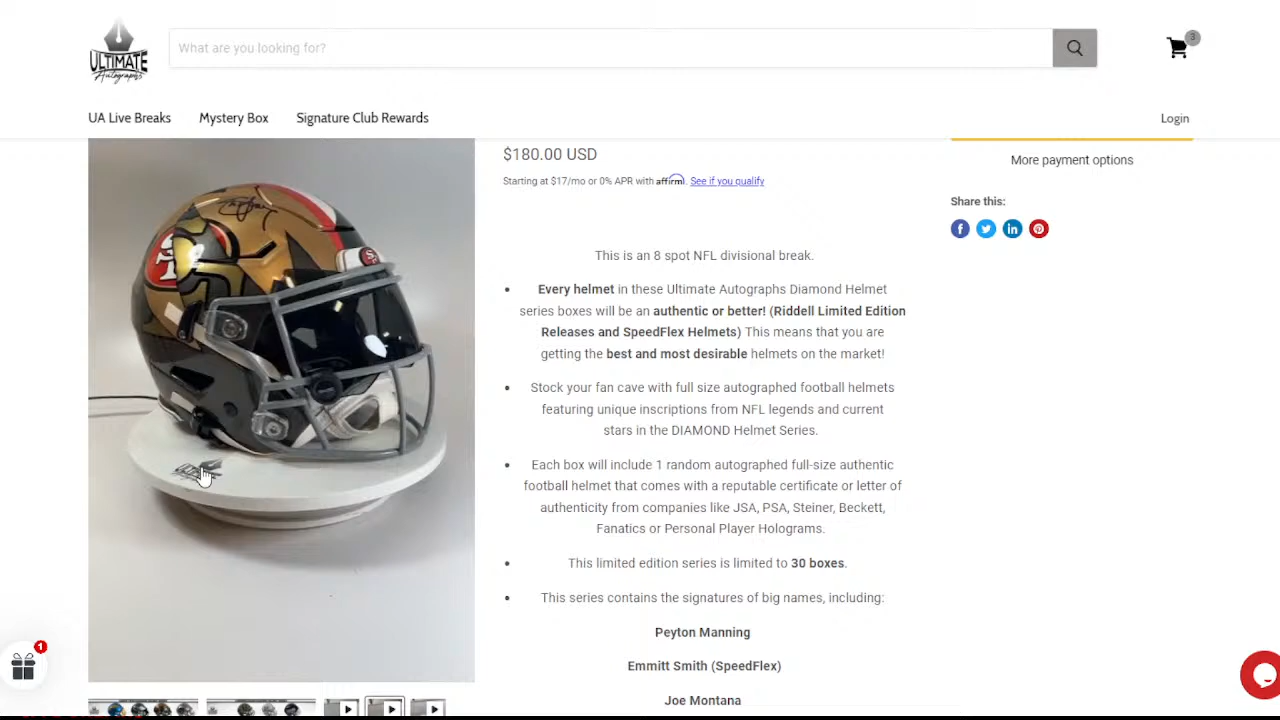 ULTIMATE
Autographs
What are you looking for?
3
UA Live Breaks
Mystery Box
Signature Club Rewards
Login
$180.00 USD
Starting at $17/mo or 0% APR with affirm. See if you qualify
More payment options
Share this:
This is an 8 spot NFL divisional break.
Every helmet in these Ultimate Autographs Diamond Helmet
series boxes will be an authentic or better! (Riddell Limited Edition
Releases and SpeedFlex Helmets) This means that you are
getting the best and most desirable helmets on the market!
Stock your fan cave with full size autographed football helmets
featuring unique inscriptions from NFL legends and current
stars in the DIAMOND Helmet Series.
Each box will include 1 random autographed full-size authentic
football helmet that comes with a reputable certificate or letter of
authenticity from companies like JSA, PSA, Steiner, Beckett,
Fanatics or Personal Player Holograms.
This limited edition series is limited to 30 boxes.
This series contains the signatures of big names, including:
Peyton Manning
Emmitt Smith (SpeedFlex)
Joe Montana
1
SF